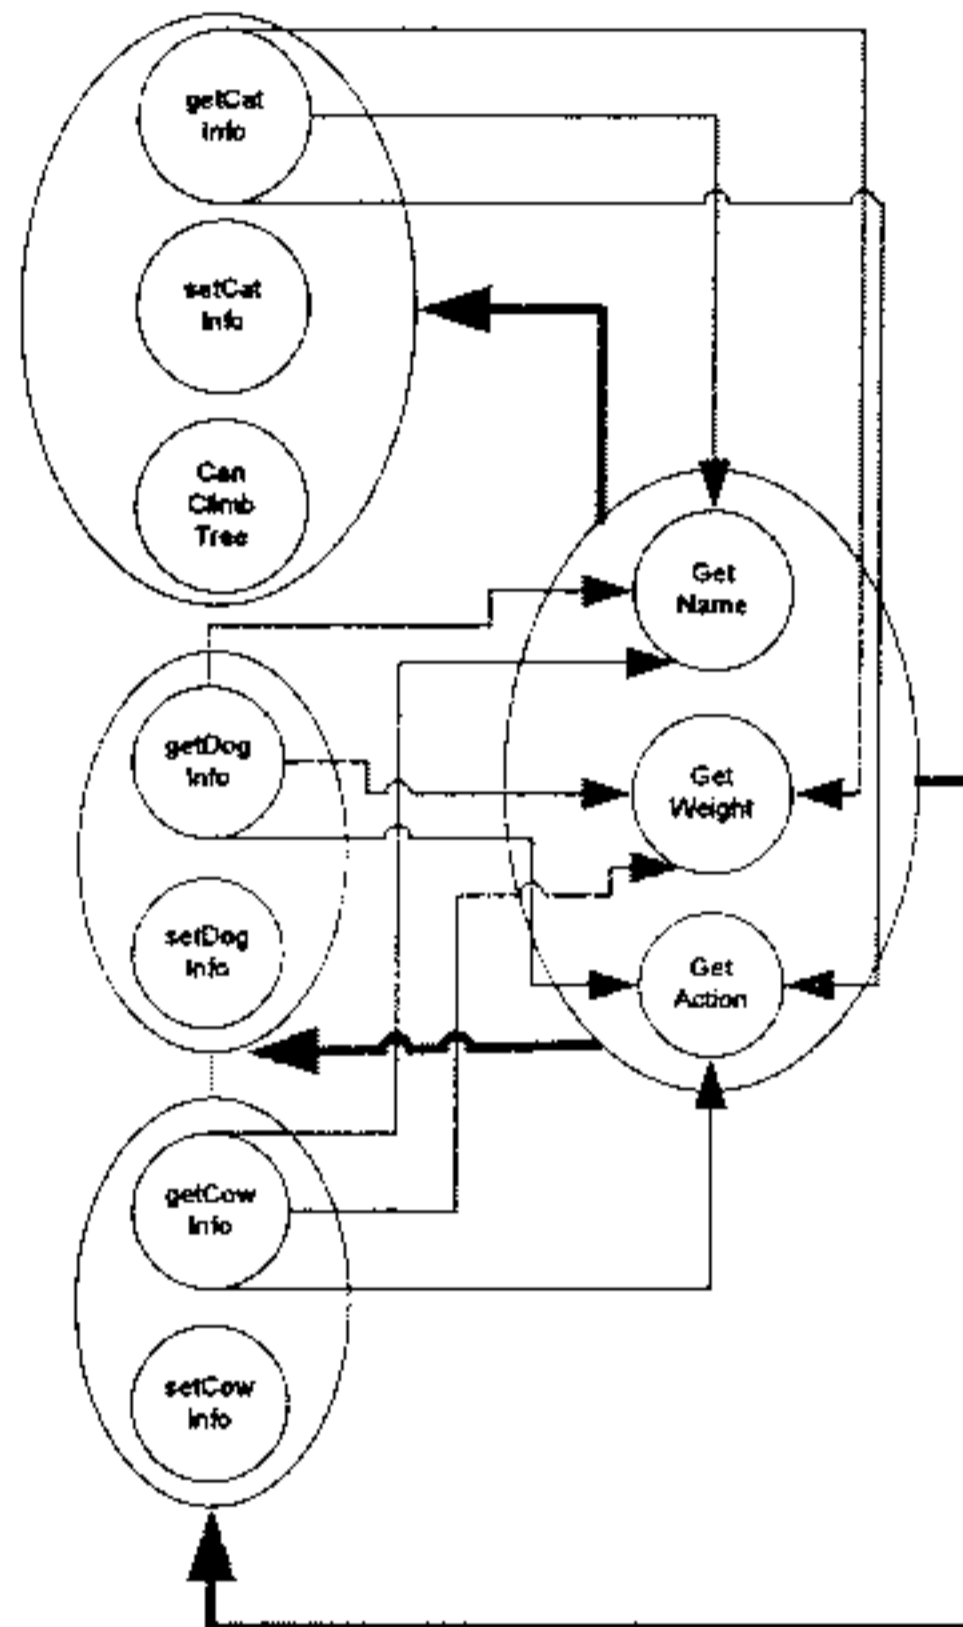 getCat
Info
setCat
Info
Can
Climb
Tree
Get
Name
getDog
Info
Get
Weight
setDog
Info
Get
Action
getCow
Info
setCow
Info